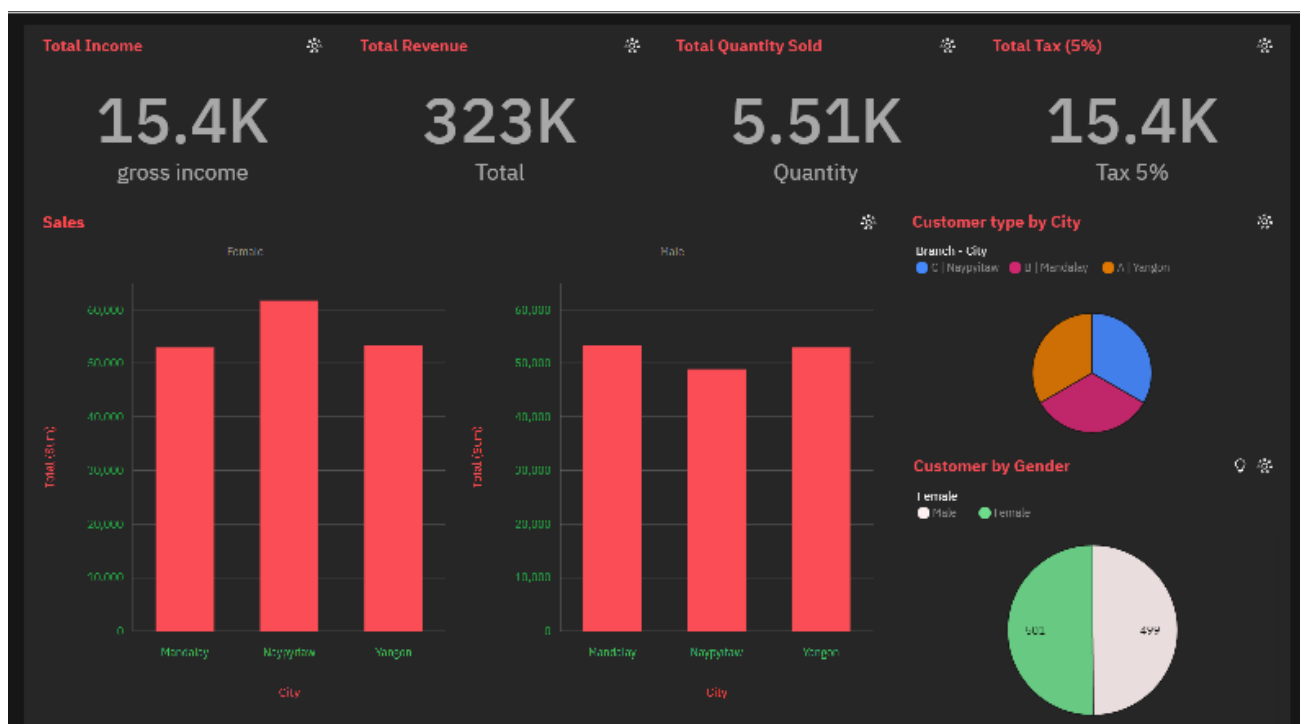 Total Income
Total Revenue
Total Quantity Sold
Total Tax (5%)
15.4K
323K
5.51K
15.4K
gross income
Total
Quantity
Tax 5%
Sales
Female
Male
Total (Sum)
60,000
50,000
40,000
30,000
20,000
10,000
0
Mandalay
Naypyitaw
Yangon
City
Total (Sum)
60,000
50,000
40,000
30,000
20,000
10,000
0
Mandalay
Naypyitaw
Yangon
City
Customer type by City
Branch - City
C | Naypyitaw
B | Mandalay
A | Yangon
Customer by Gender
Female
Male
Female
501
499